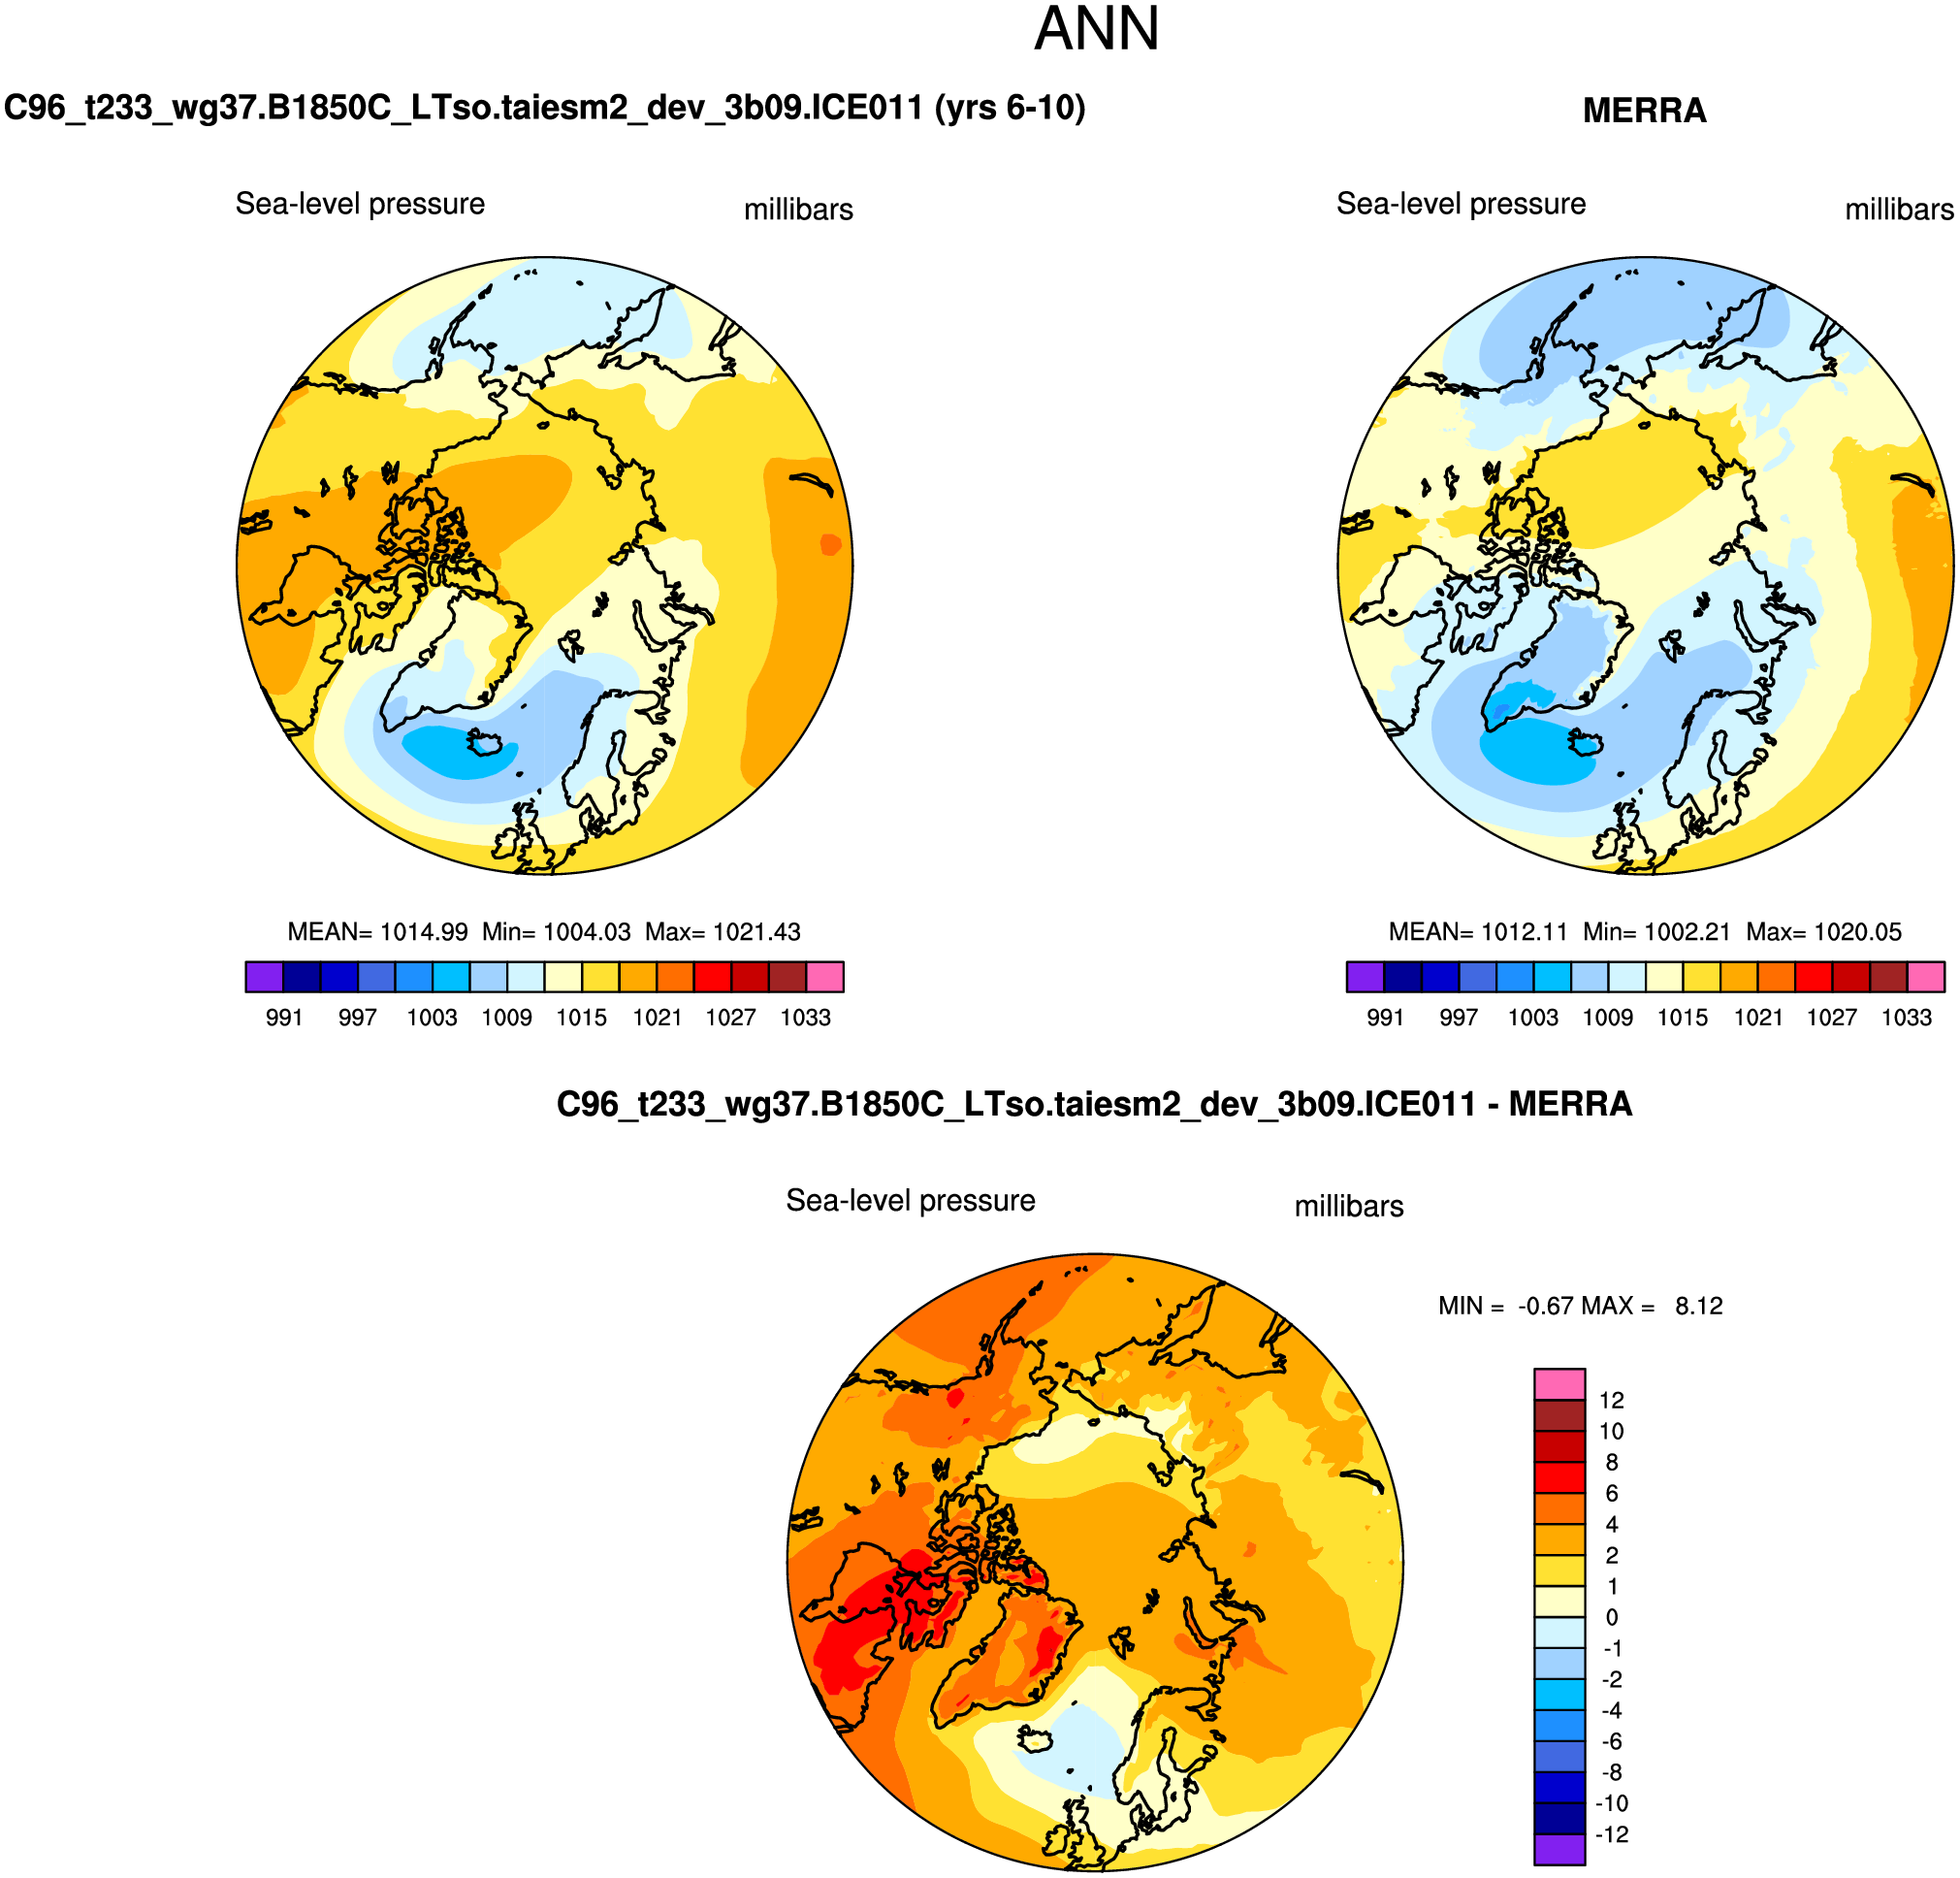 ANN
C96_t233_wg37.B1850C_LTso.taiesm2_dev_3b09.ICE011 (yrs 6-10)
MERRA
Sea-level pressure millibars
Sea-level pressure millibars
MEAN= 1014.99 Min= 1004.03 Max= 1021.43
991 997 1003 1009 1015 1021 1027 1033
MEAN= 1012.11 Min= 1002.21 Max= 1020.05
991 997 1003 1009 1015 1021 1027 1033
C96_t233_wg37.B1850C_LTso.taiesm2_dev_3b09.ICE011 - MERRA
Sea-level pressure millibars
MIN = -0.67 MAX = 8.12
12
10
8
6
4
2
1
0
-1
-2
-4
-6
-8
-10
-12